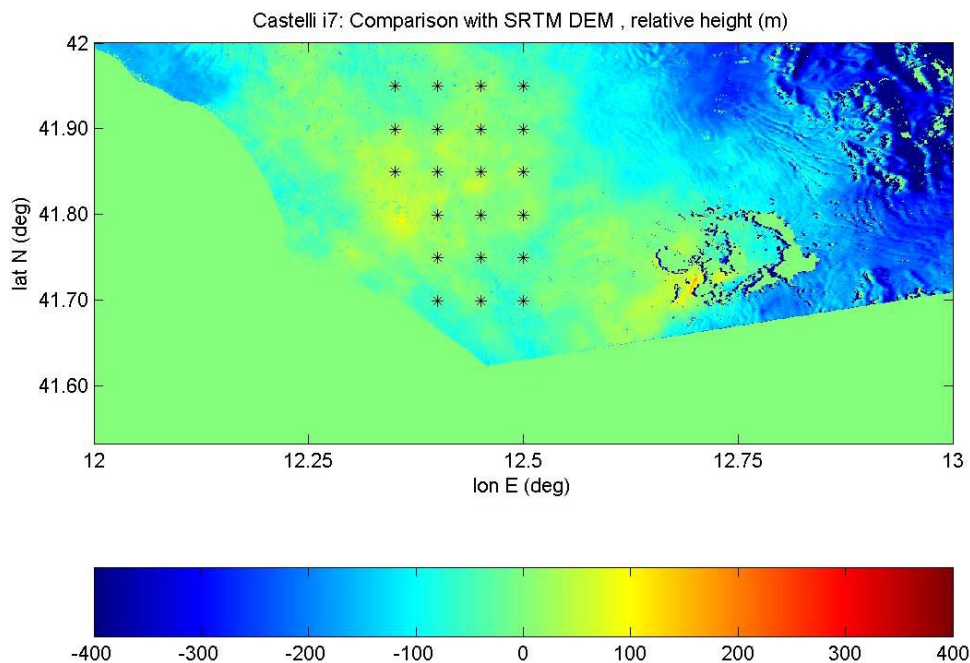 Castelli i7: Comparison with SRTM DEM , relative height (m)
42
41.90
41.80
41.70
41.60
lat N (deg)
12 12.25 12.5 12.75 13
lon E (deg)
-400 -300 -200 -100 0 100 200 300 400